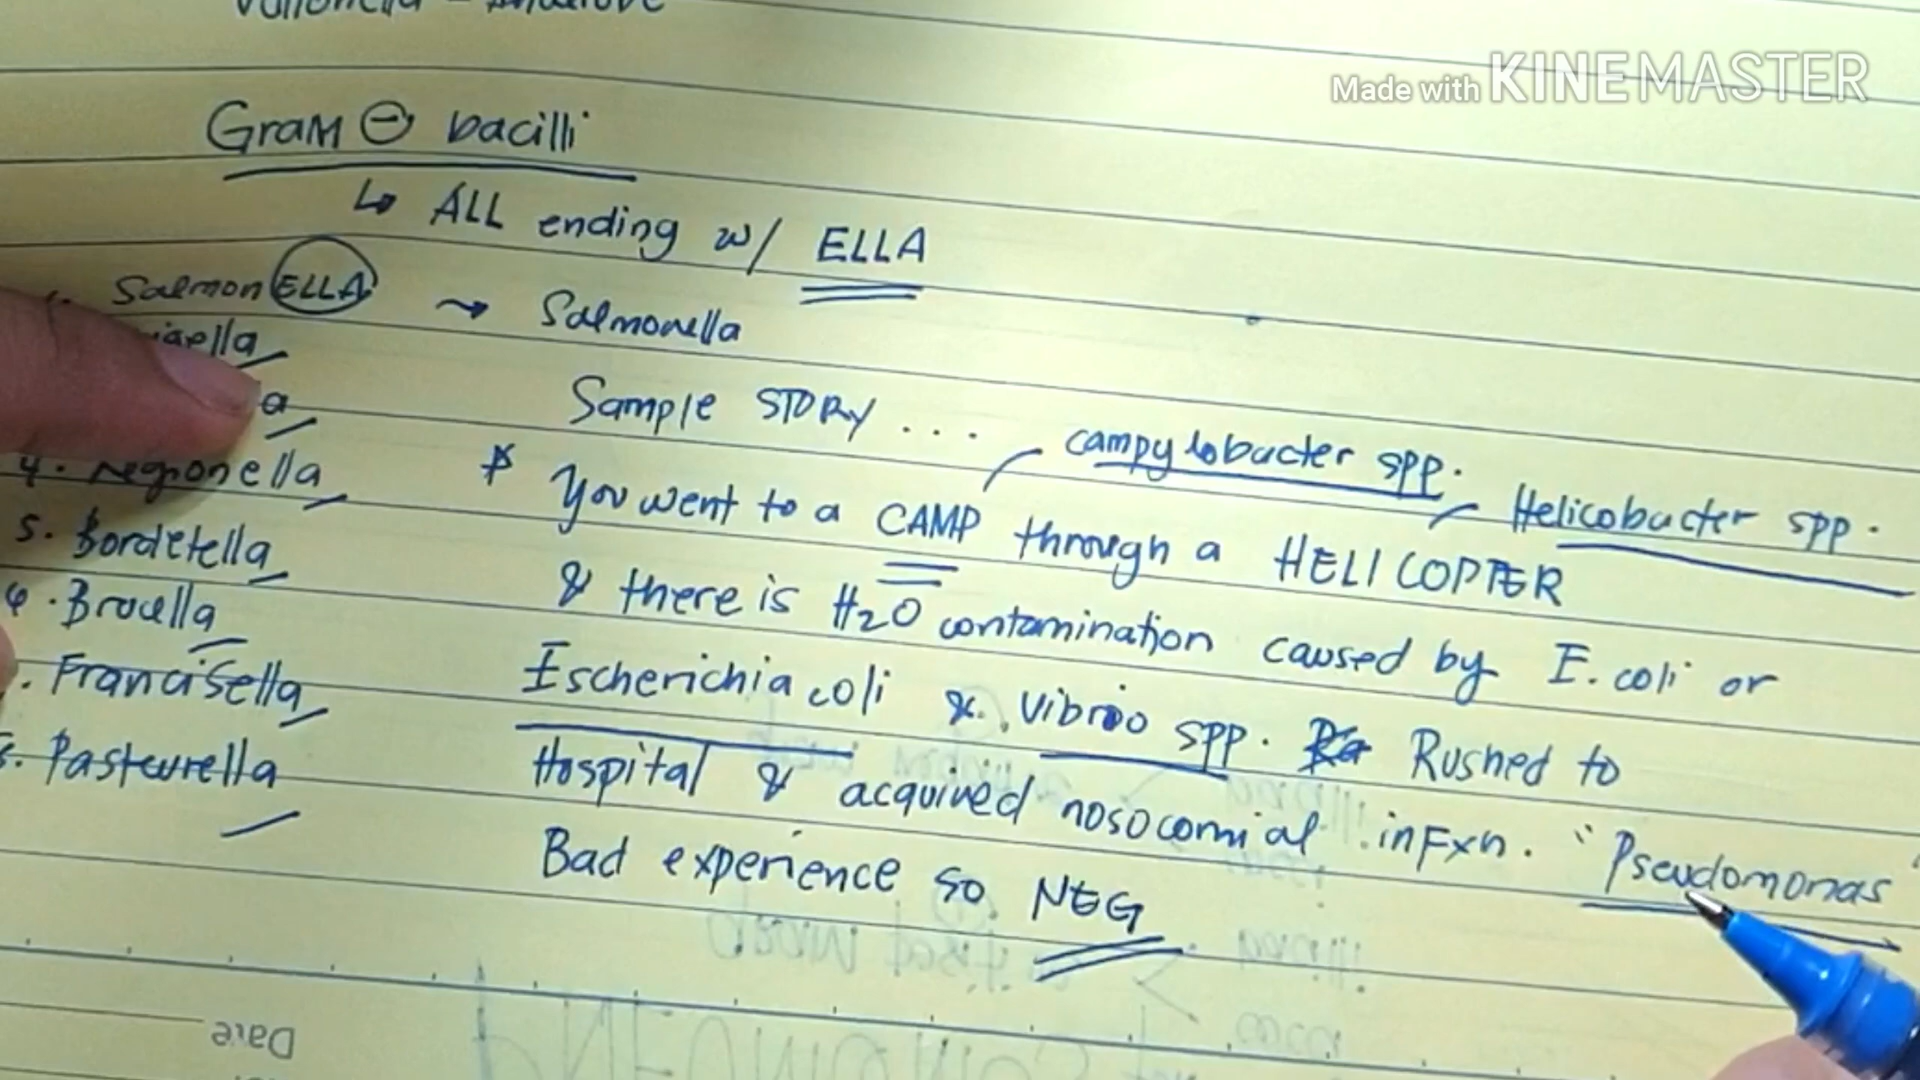 Made with KINEMASTER
Gram ⊖ bacilli
↳ ALL ending w/ ELLA
SalmonELLA → Salmonella
a
Sample STORY ...
campylobacter spp.
4. Legionella
* You went to a CAMP through a HELICOPTER
Helicobacter spp.
5. Bordetella
& there is H2O contamination caused by E. coli or
6. Brucella
Escherichia coli & Vibrio spp. Rushed to
. Francisella
Hospital & acquired nosocomial infxn. "Pseudomonas"
. Pasteurella
Bad experience so NEG
Date